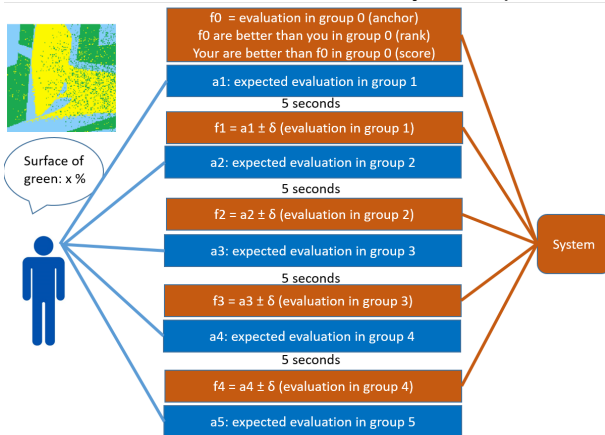 f0 = evaluation in group 0 (anchor)
f0 are better than you in group 0 (rank)
Your are better than f0 in group 0 (score)
a1: expected evaluation in group 1
5 seconds
f1 = a1 ± δ (evaluation in group 1)
Surface of
green: x %
a2: expected evaluation in group 2
5 seconds
f2 = a2 ± δ (evaluation in group 2)
a3: expected evaluation in group 3
System
5 seconds
f3 = a3 ± δ (evaluation in group 3)
a4: expected evaluation in group 4
5 seconds
f4 = a4 ± δ (evaluation in group 4)
a5: expected evaluation in group 5